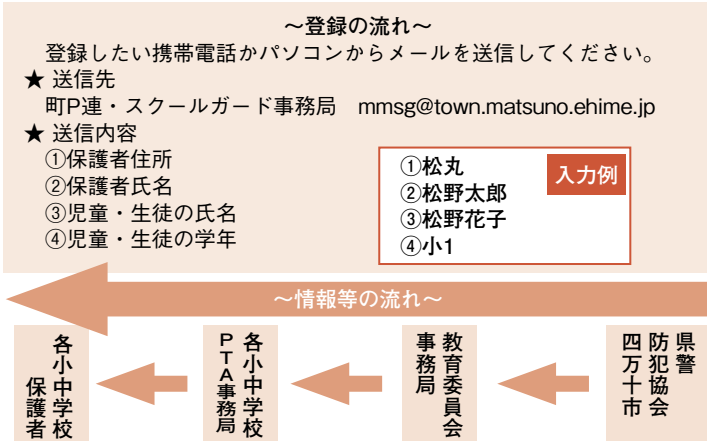 ～登録の流れ～
登録したい携帯電話かパソコンからメールを送信してください。
★ 送信先
町P連・スクールガード事務局　mmsg@town.matsuno.ehime.jp
★ 送信内容
①保護者住所
②保護者氏名
③児童・生徒の氏名
④児童・生徒の学年
入力例
①松丸
②松野太郎
③松野花子
④小1
～情報等の流れ～
県警
防犯協会
四万十市
教育委員会
事務局
各小中学校
PTA事務局
各小中学校
保護者